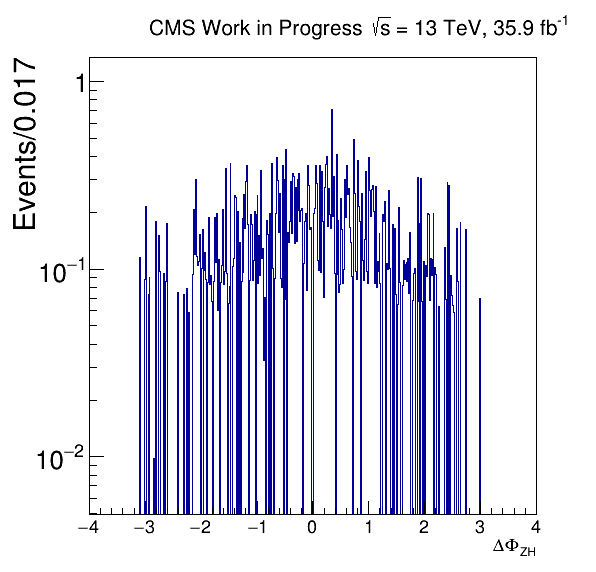 CMS Work in Progress √s = 13 TeV, 35.9 fb⁻¹
Events/0.017
1
10⁻¹
10⁻²
−4 −3 −2 −1 0 1 2 3 4
ΔΦ_ZH